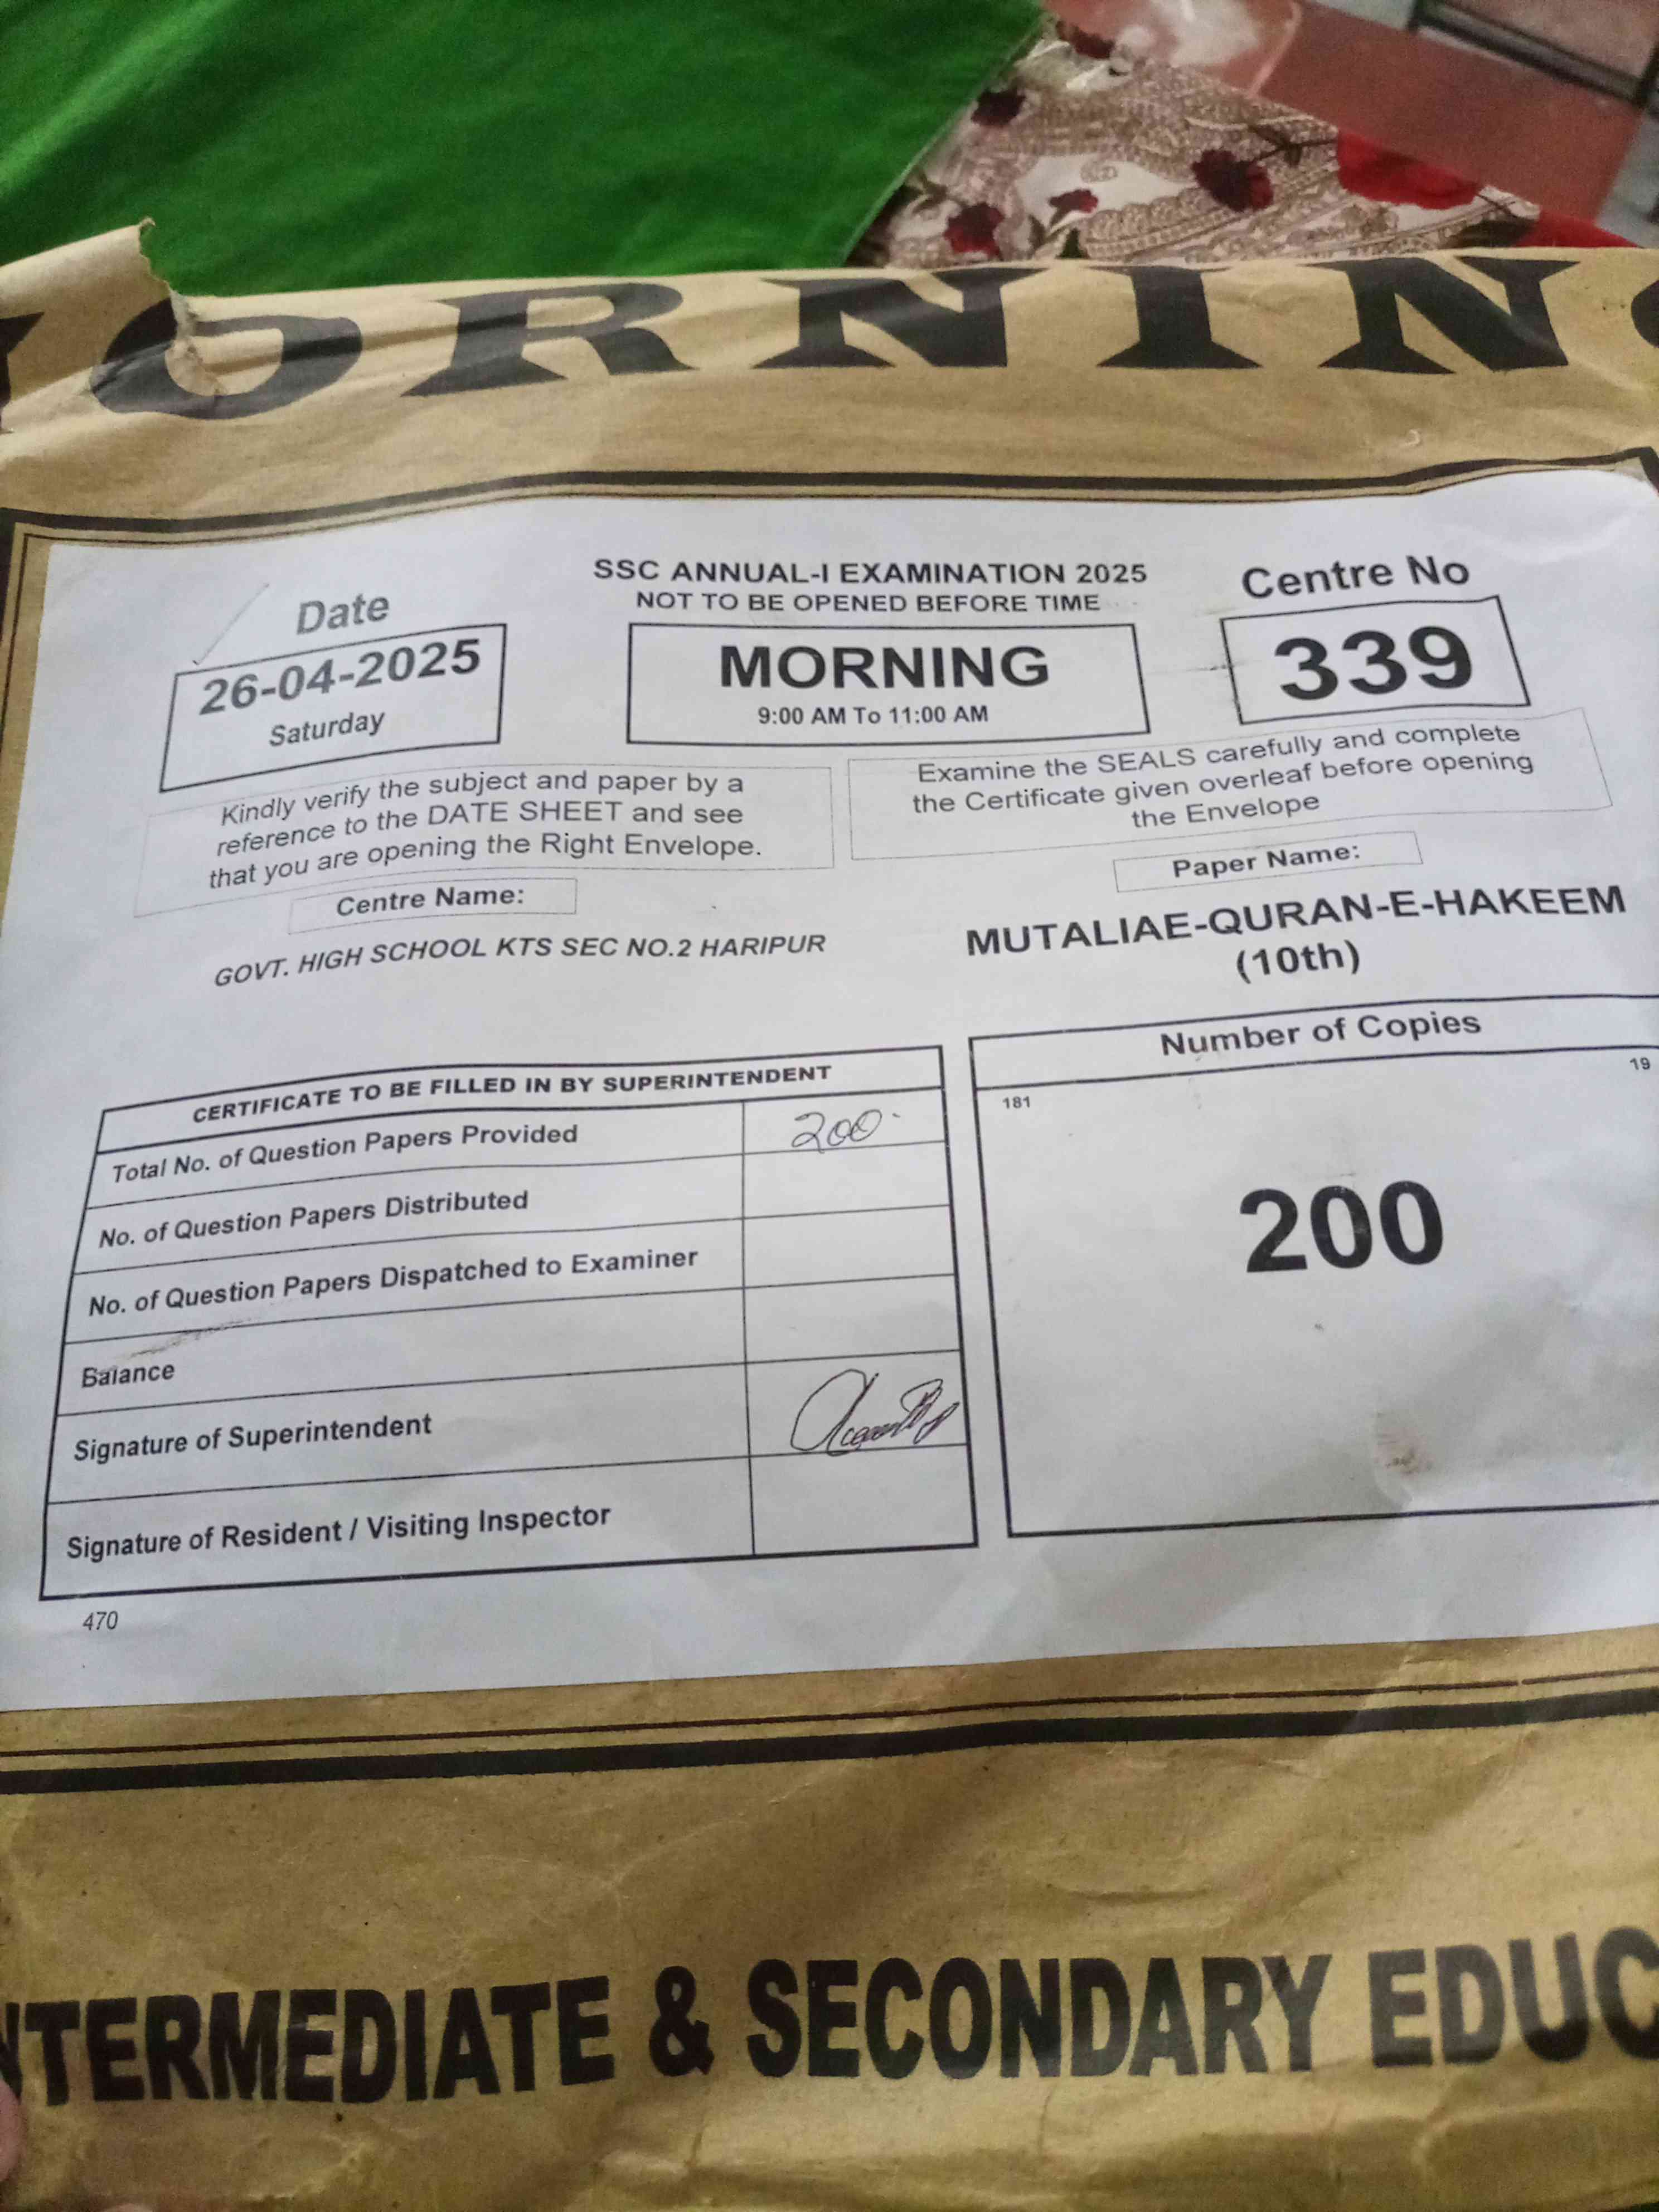 ORNIN
SSC ANNUAL-I EXAMINATION 2025
NOT TO BE OPENED BEFORE TIME
Date
26-04-2025
Saturday
MORNING
9:00 AM To 11:00 AM
Centre No
339
Kindly verify the subject and paper by a
reference to the DATE SHEET and see
that you are opening the Right Envelope.
Examine the SEALS carefully and complete
the Certificate given overleaf before opening
the Envelope
Centre Name:
GOVT. HIGH SCHOOL KTS SEC NO.2 HARIPUR
Paper Name:
MUTALIAE-QURAN-E-HAKEEM
(10th)
CERTIFICATE TO BE FILLED IN BY SUPERINTENDENT
Total No. of Question Papers Provided 200
No. of Question Papers Distributed
No. of Question Papers Dispatched to Examiner
Balance
Signature of Superintendent
Signature of Resident / Visiting Inspector
Number of Copies
181 19
200
470
NTERMEDIATE & SECONDARY EDUC